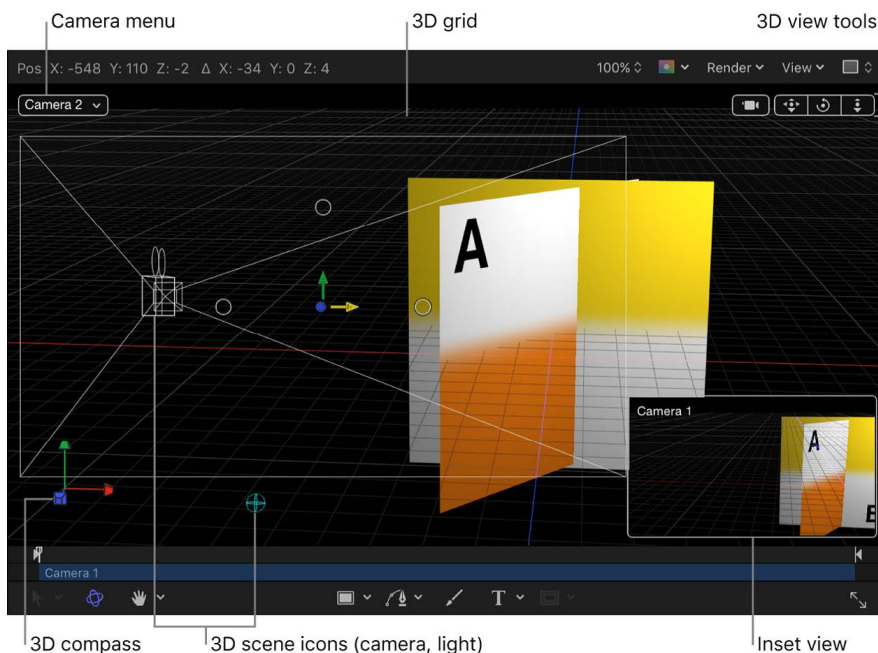 Camera menu
3D grid
3D view tools
Pos X: -548 Y: 110 Z: -2 Δ X: -34 Y: 0 Z: 4
100%
Render
View
Camera 2
A
Camera 1
A
B
Camera 1
T
3D compass
3D scene icons (camera, light)
Inset view